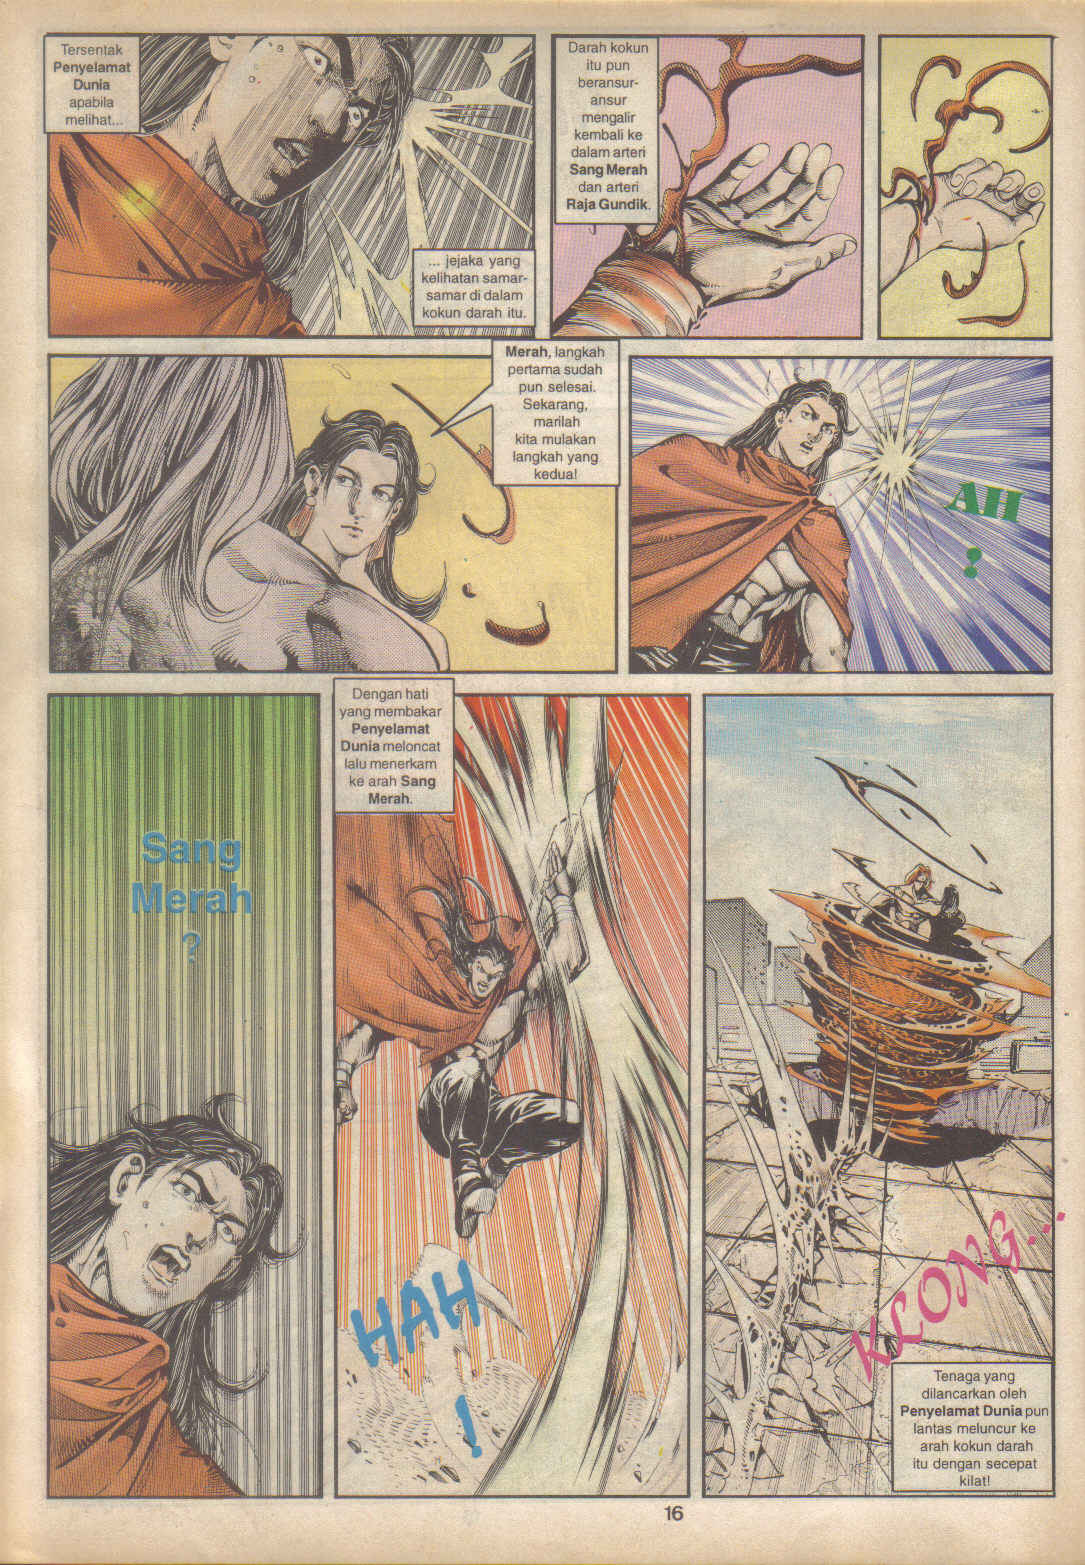 Tersentak
Penyelamat
Dunia
apabila
melihat...
... jejaka yang
kelihatan samar-
samar di dalam
kokun darah itu.
Darah kokun
itu pun
beransur-
ansur
mengalir
kembali ke
dalam arteri
Sang Merah
dan arteri
Raja Gundik.
Merah, langkah
pertama sudah
pun selesai.
Sekarang,
marilah
kita mulakan
langkah yang
kedua!
AH
?
Sang
Merah
?
Dengan hati
yang membakar
Penyelamat
Dunia meloncat
lalu menerkam
ke arah Sang
Merah.
HAH
!
KLONG...
Tenaga yang
dilancarkan oleh
Penyelamat Dunia pun
lantas meluncur ke
arah kokun darah
itu dengan secepat
kilat!
16